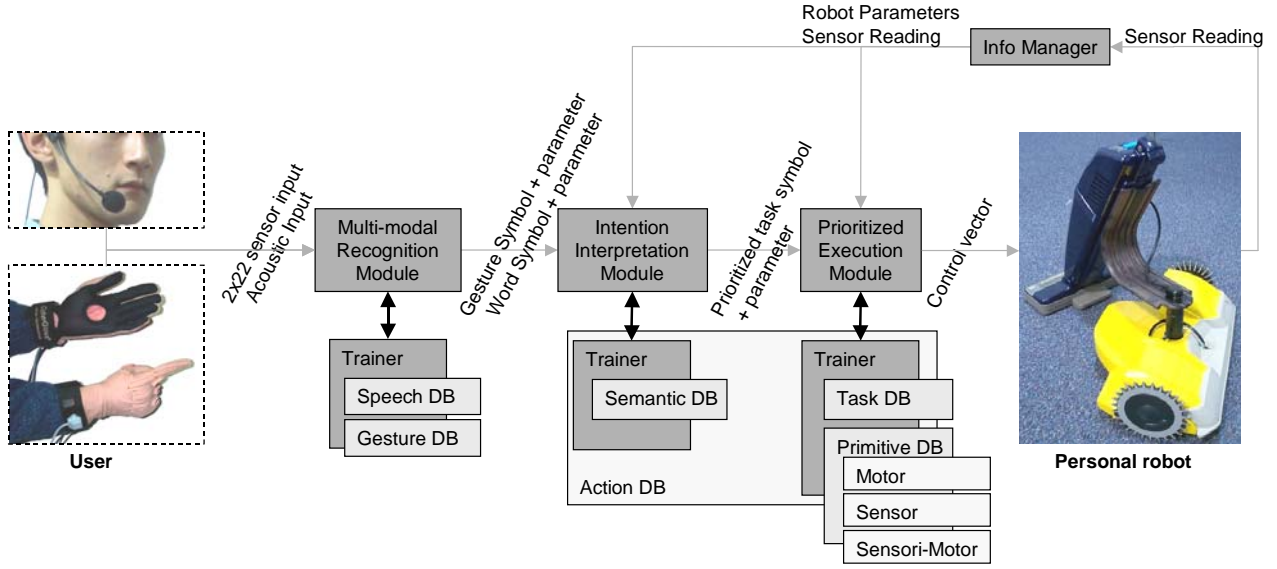 Robot Parameters
Sensor Reading
Info Manager
Sensor Reading
2x22 sensor input
Acoustic Input
Multi-modal
Recognition
Module
Gesture Symbol + parameter
Word Symbol + parameter
Intention
Interpretation
Module
Prioritized task symbol
+ parameter
Prioritized
Execution
Module
Control vector
Trainer
Speech DB
Gesture DB
Trainer
Semantic DB
Trainer
Task DB
Primitive DB
Motor
Sensor
Sensori-Motor
Action DB
User
Personal robot